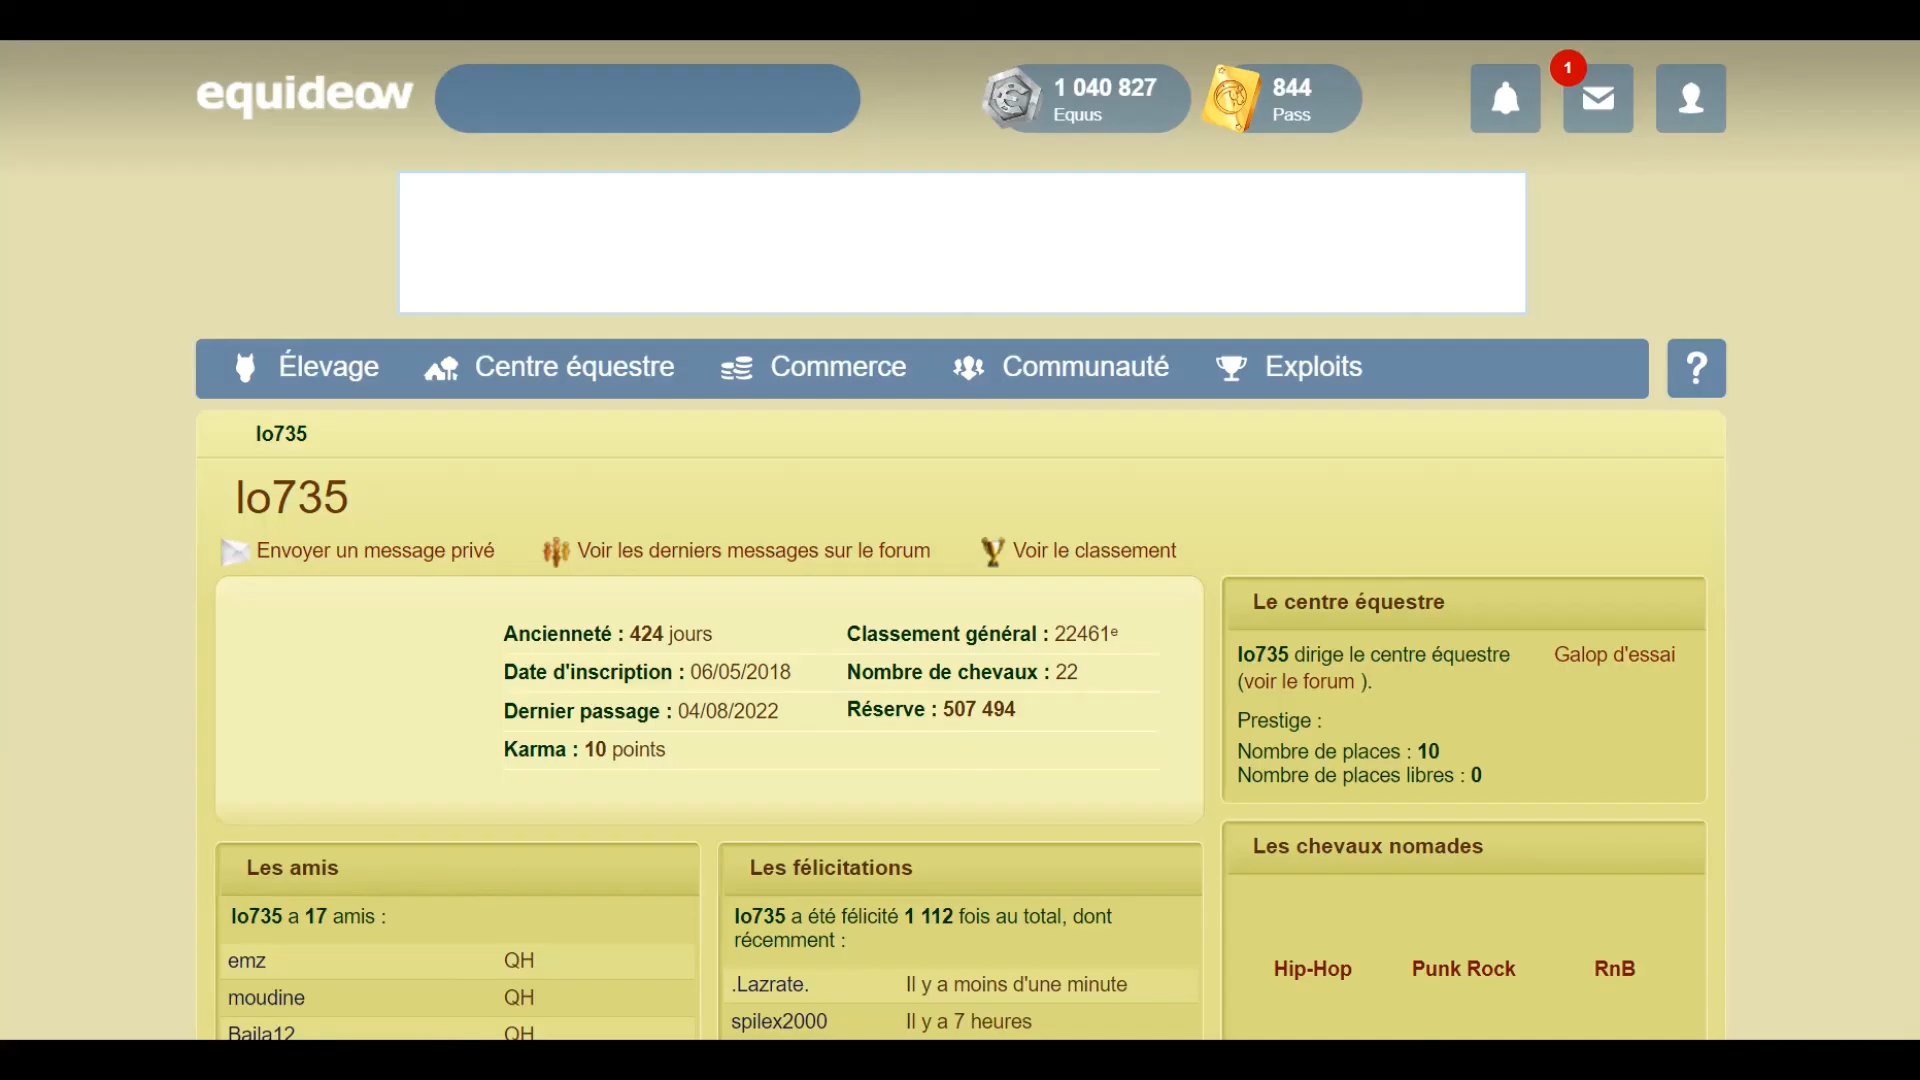 equideow
1 040 827
Equus
844
Pass
1
Élevage
Centre équestre
Commerce
Communauté
Exploits
?
lo735
lo735
Envoyer un message privé
Voir les derniers messages sur le forum
Voir le classement
Ancienneté : 424 jours
Date d'inscription : 06/05/2018
Dernier passage : 04/08/2022
Karma : 10 points
Classement général : 22461e
Nombre de chevaux : 22
Réserve : 507 494
Le centre équestre
lo735 dirige le centre équestre Galop d'essai
(voir le forum ).
Prestige :
Nombre de places : 10
Nombre de places libres : 0
Les amis
lo735 a 17 amis :
emz QH
moudine QH
Baila12 QH
Les félicitations
lo735 a été félicité 1 112 fois au total, dont
récemment :
.Lazrate. Il y a moins d'une minute
spilex2000 Il y a 7 heures
Les chevaux nomades
Hip-Hop Punk Rock RnB